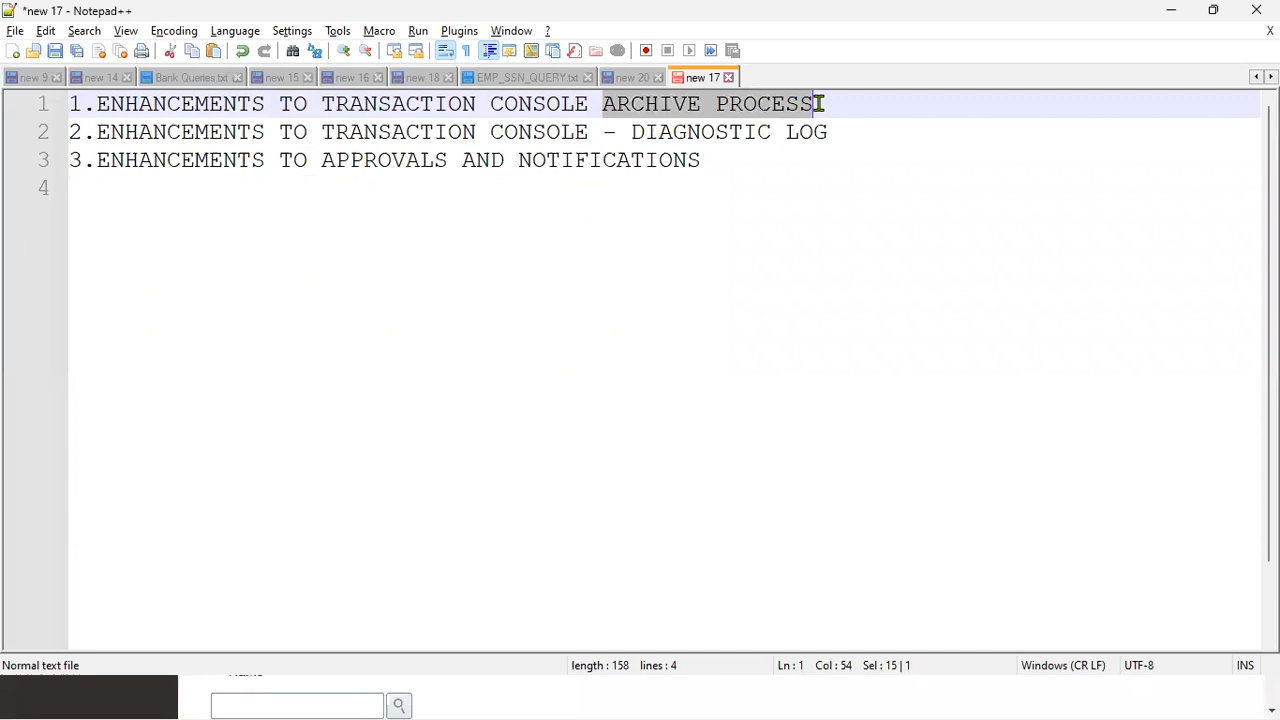 *new 17 - Notepad++
File Edit Search View Encoding Language Settings Tools Macro Run Plugins Window ?
new 9 new 14 Bank Queries.txt new 15 new 16 new 18 EMP_SSN_QUERY.txt new 20 new 17
1 1.ENHANCEMENTS TO TRANSACTION CONSOLE ARCHIVE PROCESS
2 2.ENHANCEMENTS TO TRANSACTION CONSOLE - DIAGNOSTIC LOG
3 3.ENHANCEMENTS TO APPROVALS AND NOTIFICATIONS
4
Normal text file length : 158 lines : 4 Ln : 1 Col : 54 Sel : 15 | 1 Windows (CR LF) UTF-8 INS